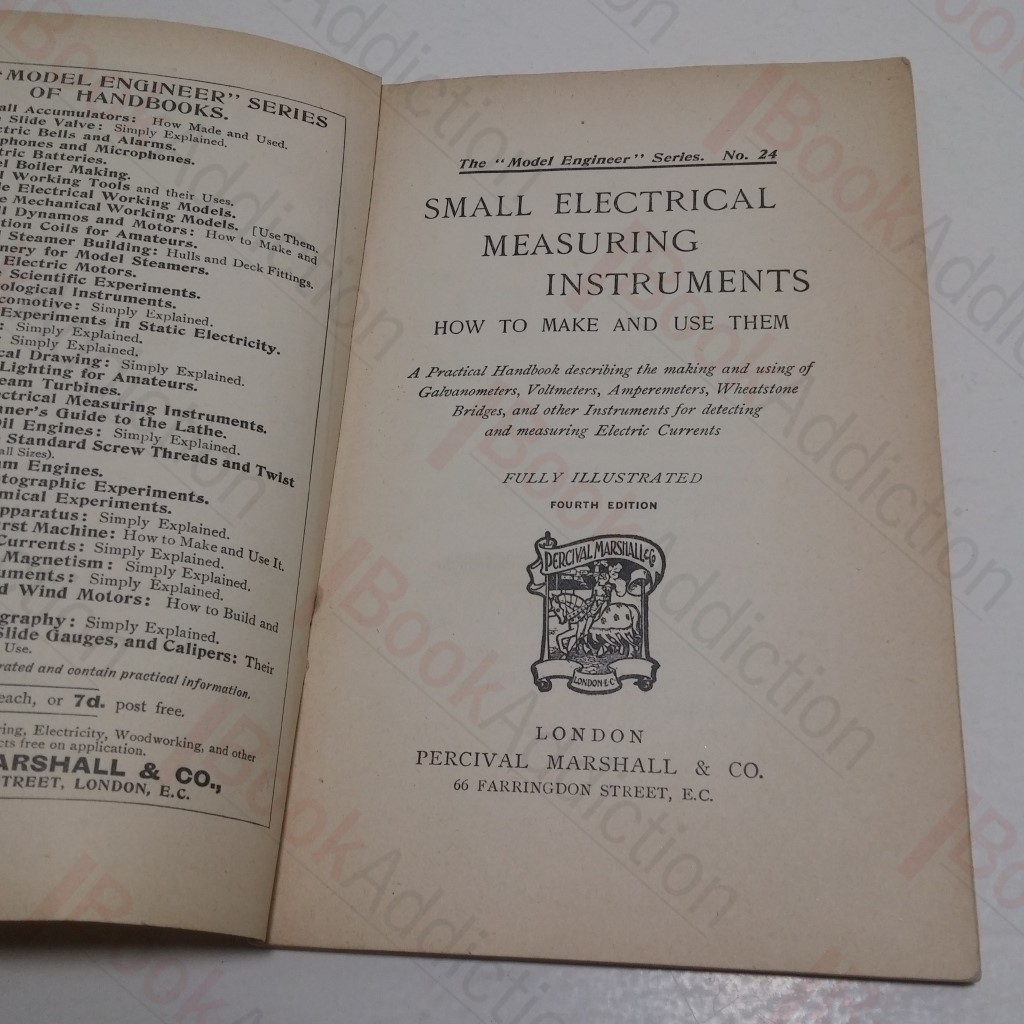 "MODEL ENGINEER" SERIES
OF HANDBOOKS.
all Accumulators: How Made and Used.
Slide Valve: Simply Explained.
ctric Bells and Alarms.
phones and Microphones.
tric Batteries.
el Boiler Making.
l Working Tools and their Uses.
le Electrical Working Models.
e Mechanical Working Models. [Use Them.
ll Dynamos and Motors: How to Make and
tion Coils for Amateurs.
l Steamer Building: Hulls and Deck Fittings.
nery for Model Steamers.
Electric Motors.
e Scientific Experiments.
rological Instruments.
comotive: Simply Explained.
Experiments in Static Electricity.
: Simply Explained.
: Simply Explained.
cal Drawing: Simply Explained.
Lighting for Amateurs.
eam Turbines.
ectrical Measuring Instruments.
nner's Guide to the Lathe.
Oil Engines: Simply Explained.
Standard Screw Threads and Twist
all Sizes).
am Engines.
otographic Experiments.
mical Experiments.
pparatus: Simply Explained.
urst Machine: How to Make and Use It.
Currents: Simply Explained.
Magnetism: Simply Explained.
uments: Simply Explained.
d Wind Motors: How to Build and
graphy: Simply Explained.
Slide Gauges, and Calipers: Their
Use.
rated and contain practical information.
each, or 7d. post free.
ring, Electricity, Woodworking, and other
cts free on application.
ARSHALL & CO.,
STREET, LONDON, E.C.
The "Model Engineer" Series. No. 24
SMALL ELECTRICAL
MEASURING
INSTRUMENTS
HOW TO MAKE AND USE THEM
A Practical Handbook describing the making and using of
Galvanometers, Voltmeters, Amperemeters, Wheatstone
Bridges, and other Instruments for detecting
and measuring Electric Currents
FULLY ILLUSTRATED
FOURTH EDITION
PERCIVAL MARSHALL & Co
LONDON E.C
LONDON
PERCIVAL MARSHALL & CO.
66 FARRINGDON STREET, E.C.
BookAddiction